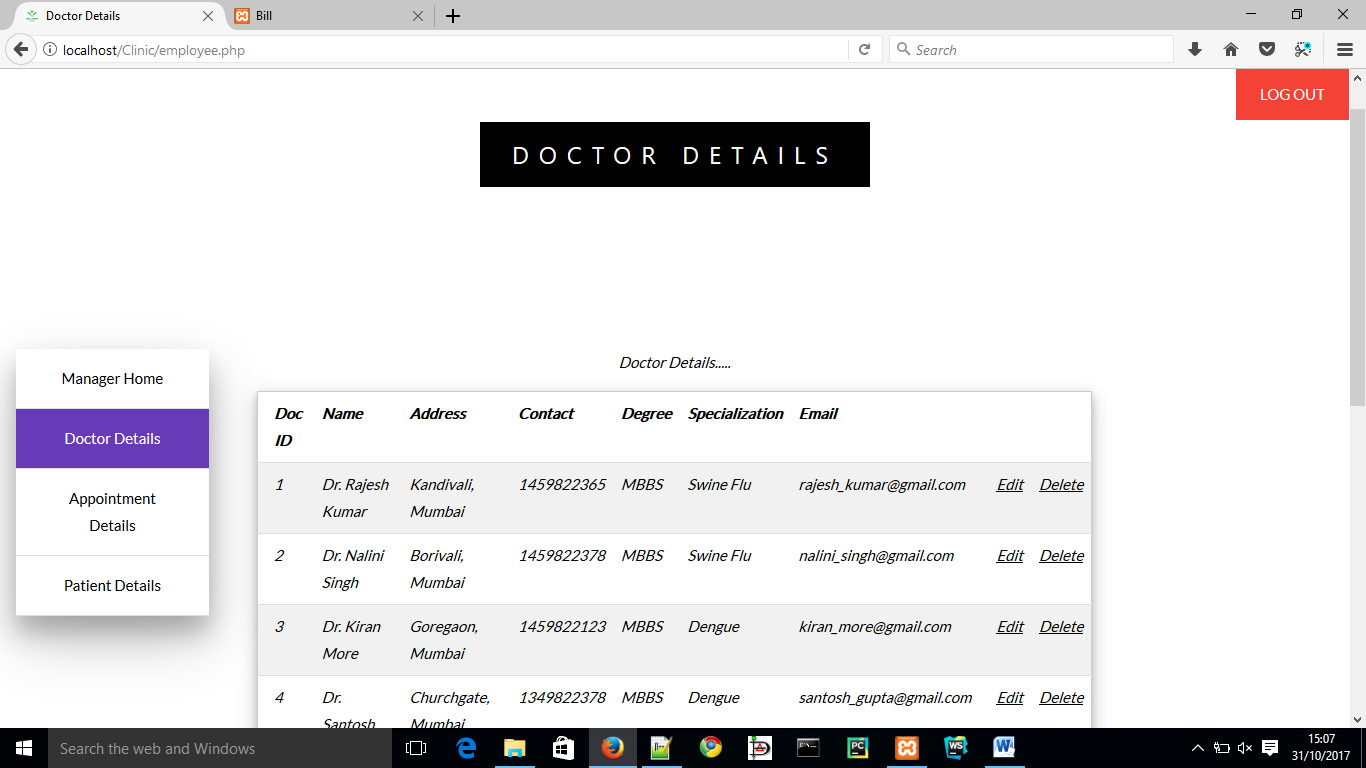 Doctor Details
Bill
localhost/Clinic/employee.php
Search
LOG OUT
DOCTOR DETAILS
Manager Home
Doctor Details
Appointment
Details
Patient Details
Doctor Details.....
Doc Name Address Contact Degree Specialization Email
ID
1 Dr. Rajesh Kandivali, 1459822365 MBBS Swine Flu rajesh_kumar@gmail.com Edit Delete
Kumar Mumbai
2 Dr. Nalini Borivali, 1459822378 MBBS Swine Flu nalini_singh@gmail.com Edit Delete
Singh Mumbai
3 Dr. Kiran Goregaon, 1459822123 MBBS Dengue kiran_more@gmail.com Edit Delete
More Mumbai
4 Dr. Churchgate, 1349822378 MBBS Dengue santosh_gupta@gmail.com Edit Delete
Santosh Mumbai
Search the web and Windows
PC
WS
15:07
31/10/2017